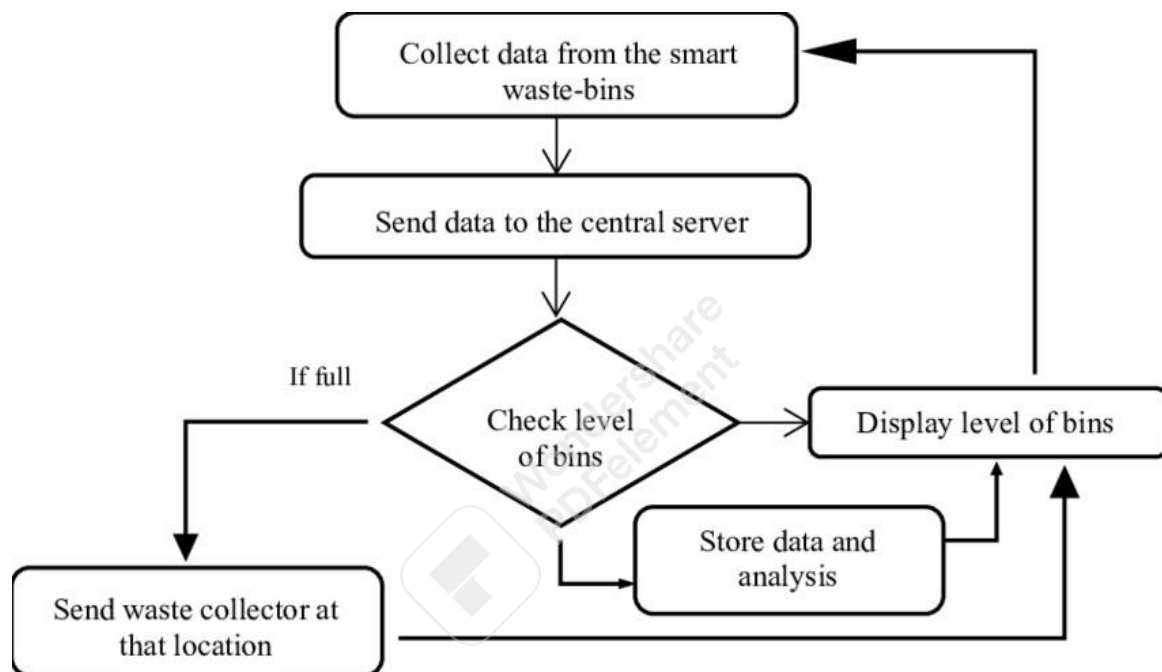 Collect data from the smart
waste-bins
Send data to the central server
If full
Check level
of bins
Display level of bins
Store data and
analysis
Send waste collector at
that location
Wondershare
PDFelement